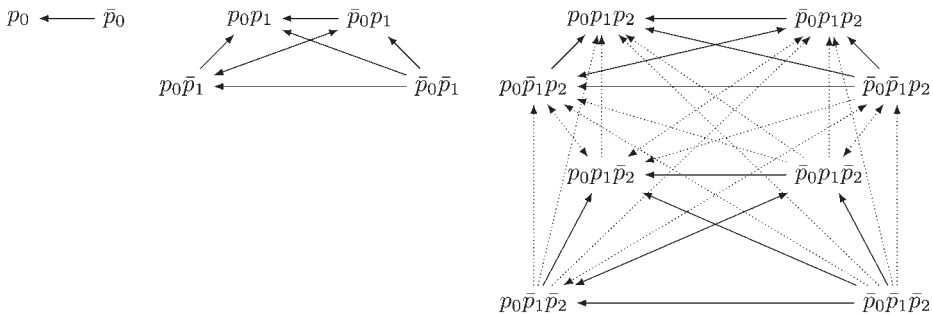 p₀ p̄₀ p₀p₁ p̄₀p₁ p₀p₁p₂ p̄₀p₁p₂
p₀p̄₁ p̄₀p̄₁ p₀p̄₁p₂ p̄₀p̄₁p₂
p₀p₁p̄₂ p̄₀p₁p̄₂
p₀p̄₁p̄₂ p̄₀p̄₁p̄₂